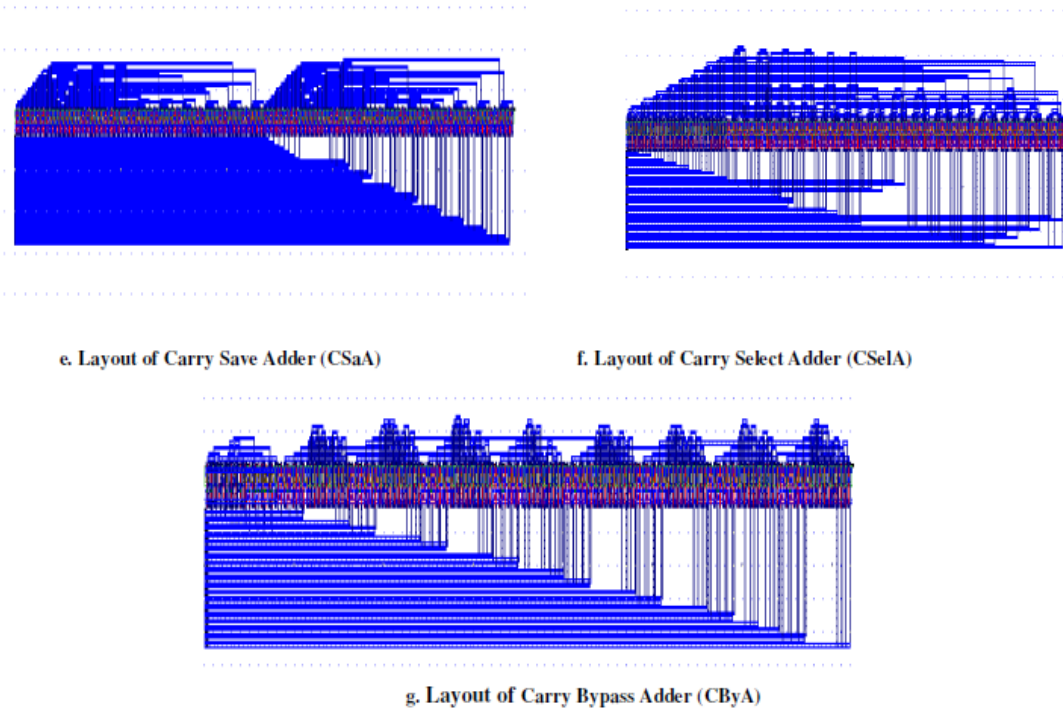 e. Layout of Carry Save Adder (CSaA)
f. Layout of Carry Select Adder (CSelA)
g. Layout of Carry Bypass Adder (CByA)